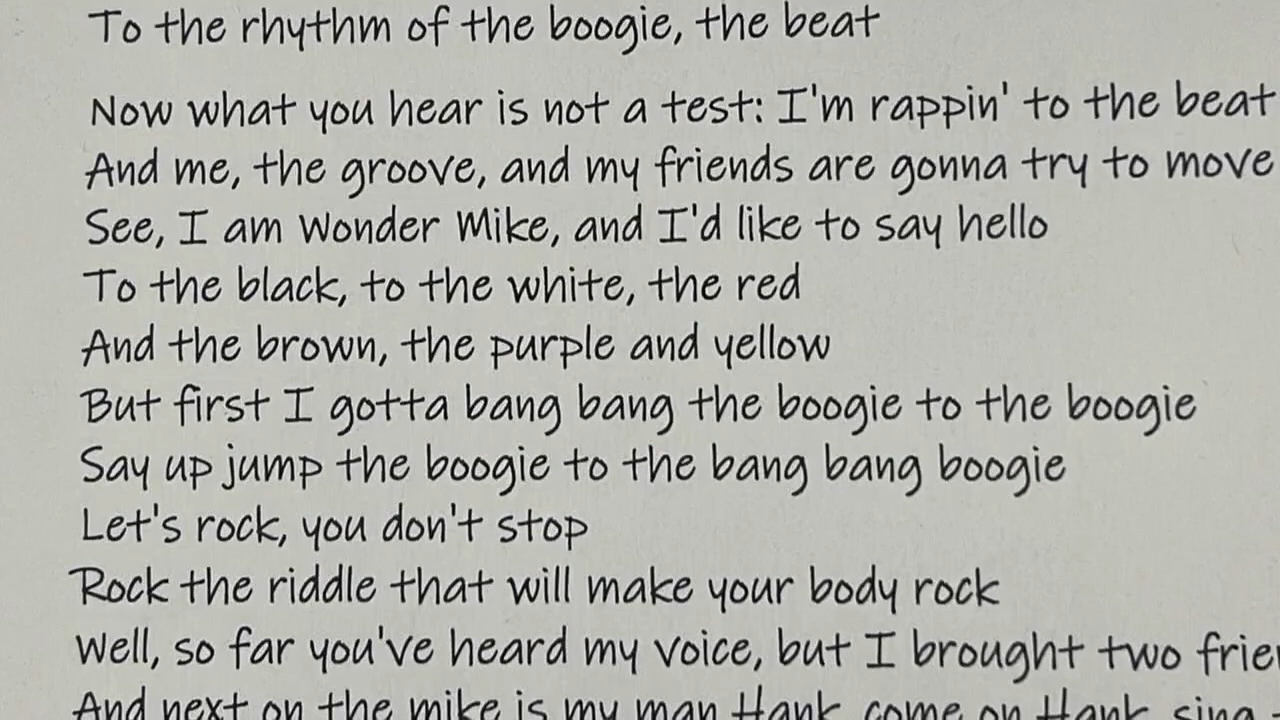 To the rhythm of the boogie, the beat
Now what you hear is not a test: I'm rappin' to the beat
And me, the groove, and my friends are gonna try to move
See, I am Wonder Mike, and I'd like to say hello
To the black, to the white, the red
And the brown, the purple and yellow
But first I gotta bang bang the boogie to the boogie
Say up jump the boogie to the bang bang boogie
Let's rock, you don't stop
Rock the riddle that will make your body rock
Well, so far you've heard my voice, but I brought two
And next on the mike is my man Hank come on Hank, sing